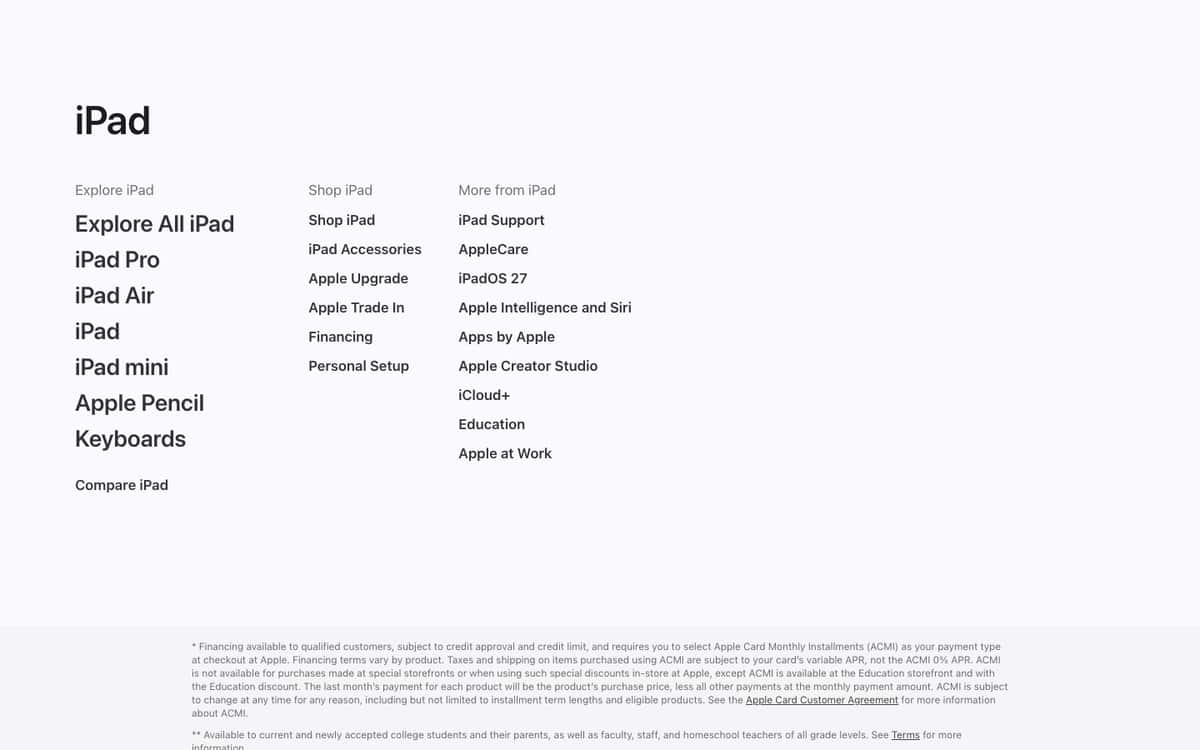 iPad
Explore iPad
Explore All iPad
iPad Pro
iPad Air
iPad
iPad mini
Apple Pencil
Keyboards
Compare iPad
Shop iPad
Shop iPad
iPad Accessories
Apple Upgrade
Apple Trade In
Financing
Personal Setup
More from iPad
iPad Support
AppleCare
iPadOS 27
Apple Intelligence and Siri
Apps by Apple
Apple Creator Studio
iCloud+
Education
Apple at Work
* Financing available to qualified customers, subject to credit approval and credit limit, and requires you to select Apple Card Monthly Installments (ACMI) as your payment type
at checkout at Apple. Financing terms vary by product. Taxes and shipping on items purchased using ACMI are subject to your card's variable APR, not the ACMI 0% APR. ACMI
is not available for purchases made at special storefronts or when using such special discounts in-store at Apple, except ACMI is available at the Education storefront and with
the Education discount. The last month's payment for each product will be the product's purchase price, less all other payments at the monthly payment amount. ACMI is subject
to change at any time for any reason, including but not limited to installment term lengths and eligible products. See the Apple Card Customer Agreement for more information
about ACMI.
** Available to current and newly accepted college students and their parents, as well as faculty, staff, and homeschool teachers of all grade levels. See Terms for more
information.